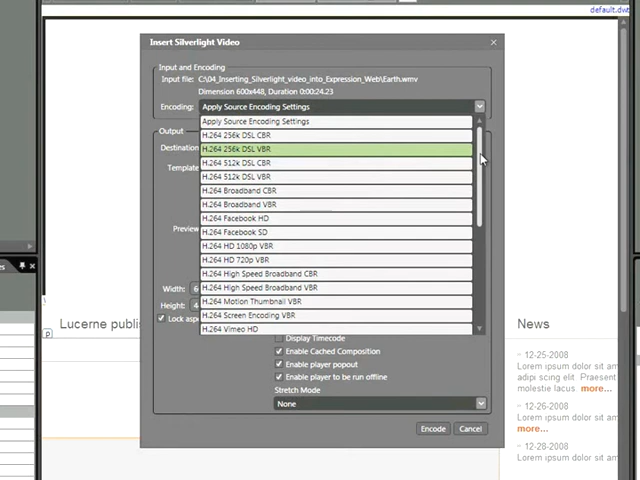 default.dwt
Insert Silverlight Video
Input and Encoding
Input file: C:\04_Inserting_Silverlight_video_into_Expression_Web\Earth.wmv
Dimension 600x448, Duration 0:00:24.23
Encoding: Apply Source Encoding Settings
Apply Source Encoding Settings
Output
H.264 256k DSL CBR
Destination
H.264 256k DSL VBR
H.264 512k DSL CBR
Template
H.264 512k DSL VBR
H.264 Broadband CBR
H.264 Broadband VBR
H.264 Facebook HD
Preview
H.264 Facebook SD
H.264 HD 1080p VBR
H.264 HD 720p VBR
H.264 High Speed Broadband CBR
Width: 6
H.264 High Speed Broadband VBR
Height: 4
H.264 Motion Thumbnail VBR
Lock aspe
H.264 Screen Encoding VBR
H.264 Vimeo HD
Display Timecode
Enable Cached Composition
Enable player popout
Enable player to be run offline
Stretch Mode
None
Encode Cancel
p
Lucerne publis
News
12-25-2008
Lorem ipsum dolor sit am
adipi scing elit. Praesent
molestie lacus more...
12-26-2008
Lorem ipsum dolor sit am
more...
12-28-2008
Lorem ipsum dolor sit am